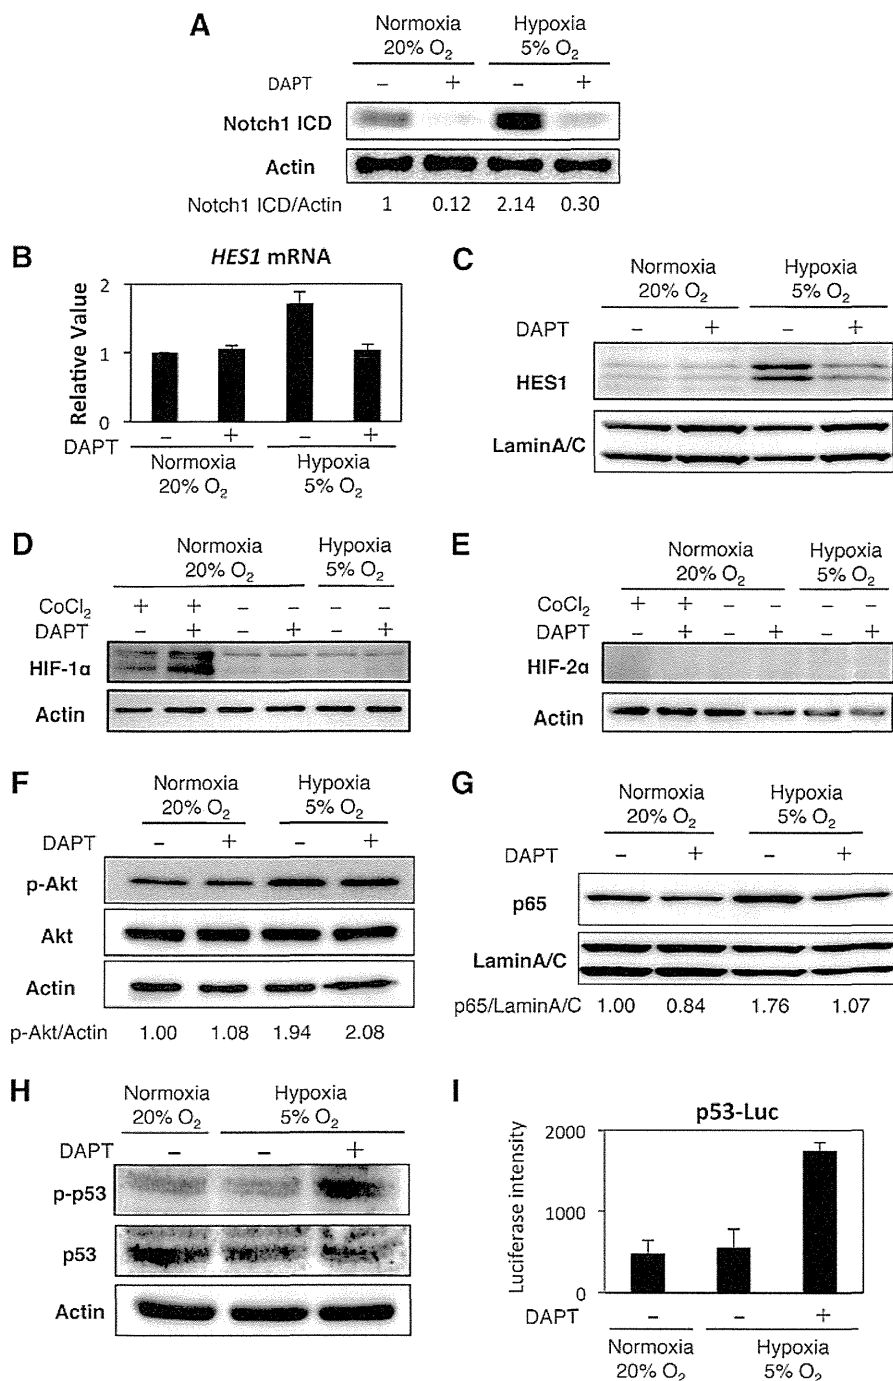 A
Normoxia Hypoxia
20% O2 5% O2
DAPT − + − +
Notch1 ICD
Actin
Notch1 ICD/Actin 1 0.12 2.14 0.30
B
HES1 mRNA
Relative Value
2
1
0
DAPT − + − +
Normoxia Hypoxia
20% O2 5% O2
C
Normoxia Hypoxia
20% O2 5% O2
DAPT − + − +
HES1
LaminA/C
D
Normoxia Hypoxia
20% O2 5% O2
CoCl2 + + − − − −
DAPT − + − + − +
HIF-1α
Actin
E
Normoxia Hypoxia
20% O2 5% O2
CoCl2 + + − − − −
DAPT − + − + − +
HIF-2α
Actin
F
Normoxia Hypoxia
20% O2 5% O2
DAPT − + − +
p-Akt
Akt
Actin
p-Akt/Actin 1.00 1.08 1.94 2.08
G
Normoxia Hypoxia
20% O2 5% O2
DAPT − + − +
p65
LaminA/C
p65/LaminA/C 1.00 0.84 1.76 1.07
H
Normoxia Hypoxia
20% O2 5% O2
DAPT − − +
p-p53
p53
Actin
I
p53-Luc
Luciferase intensity
2000
1000
0
DAPT − − +
Normoxia Hypoxia
20% O2 5% O2